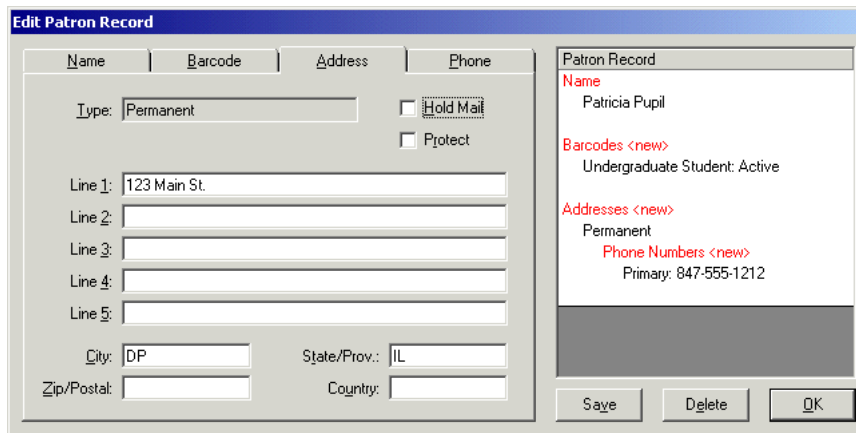 Edit Patron Record
Name Barcode Address Phone
Type: Permanent Hold Mail
Protect
Line 1: 123 Main St.
Line 2:
Line 3:
Line 4:
Line 5:
City: DP State/Prov.: IL
Zip/Postal: Country:
Patron Record
Name
Patricia Pupil
Barcodes <new>
Undergraduate Student: Active
Addresses <new>
Permanent
Phone Numbers <new>
Primary: 847-555-1212
Save Delete OK